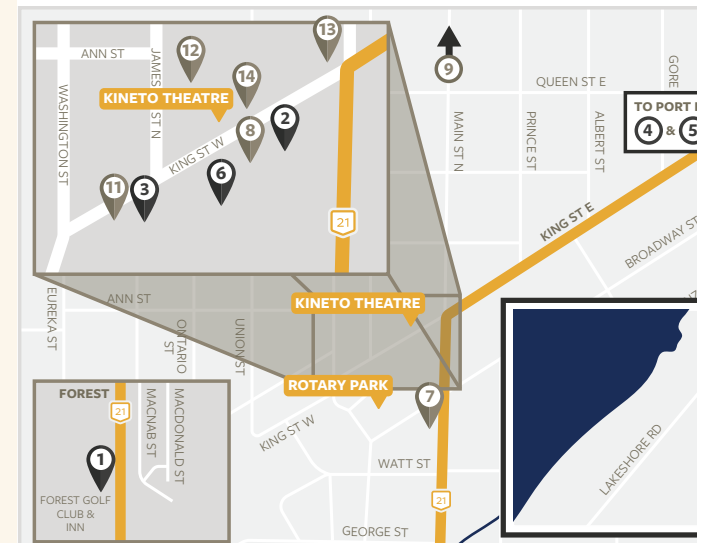 13
ANN ST
12
JAMES ST N
14
9
QUEEN ST E
GORE
WASHINGTON ST
KINETO THEATRE
2
8
MAIN ST N
PRINCE ST
ALBERT ST
TO PORT
4 & 5
KING ST W
6
11
3
21
KING ST E
BROADWAY ST
EUREKA ST
ANN ST
KINETO THEATRE
ONTARIO
ST
UNION ST
ROTARY PARK
7
FOREST
21
MACNAB ST
MACDONALD ST
KING ST W
1
WATT ST
LAKESHORE RD
FOREST GOLF
CLUB &
INN
21
GEORGE ST